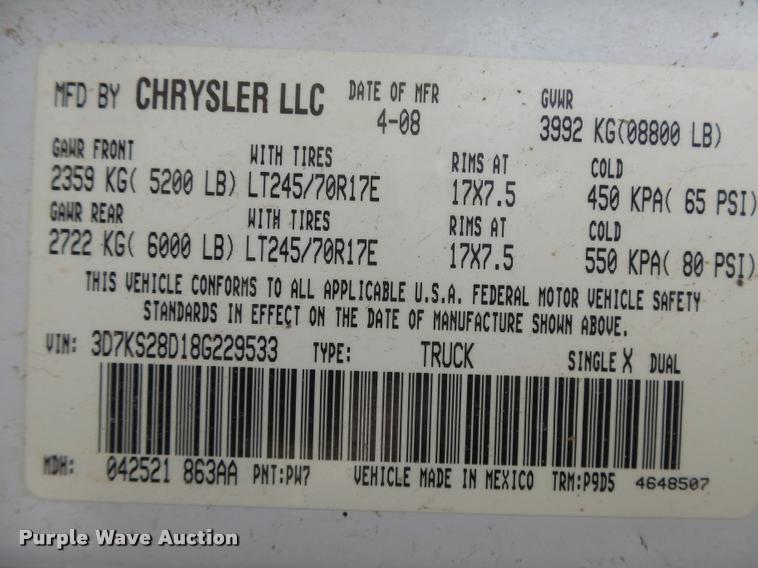 MFD BY CHRYSLER LLC DATE OF MFR GVWR
4-08 3992 KG(08800 LB)
GAWR FRONT WITH TIRES RIMS AT COLD
2359 KG( 5200 LB) LT245/70R17E 17X7.5 450 KPA( 65 PSI)
GAWR REAR WITH TIRES RIMS AT COLD
2722 KG( 6000 LB) LT245/70R17E 17X7.5 550 KPA( 80 PSI)
THIS VEHICLE CONFORMS TO ALL APPLICABLE U.S.A. FEDERAL MOTOR VEHICLE SAFETY
STANDARDS IN EFFECT ON THE DATE OF MANUFACTURE SHOWN ABOVE.
VIN: 3D7KS28D18G229533 TYPE: TRUCK SINGLE X DUAL
MDH: 042521 863AA PNT:PW7 VEHICLE MADE IN MEXICO TRM:P9D5 4648507
Purple Wave Auction